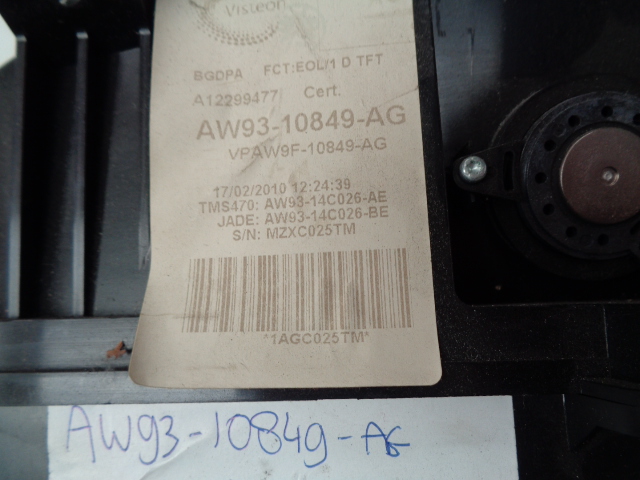 Visteon
BGDPA FCT:EOL/1 D TFT
A12299477 Cert.
AW93-10849-AG
VPAW9F-10849-AG
17/02/2010 12:24:39
TMS470: AW93-14C026-AE
JADE: AW93-14C026-BE
S/N: MZXC025TM
*1AGC025TM*
AW93-10849-AG